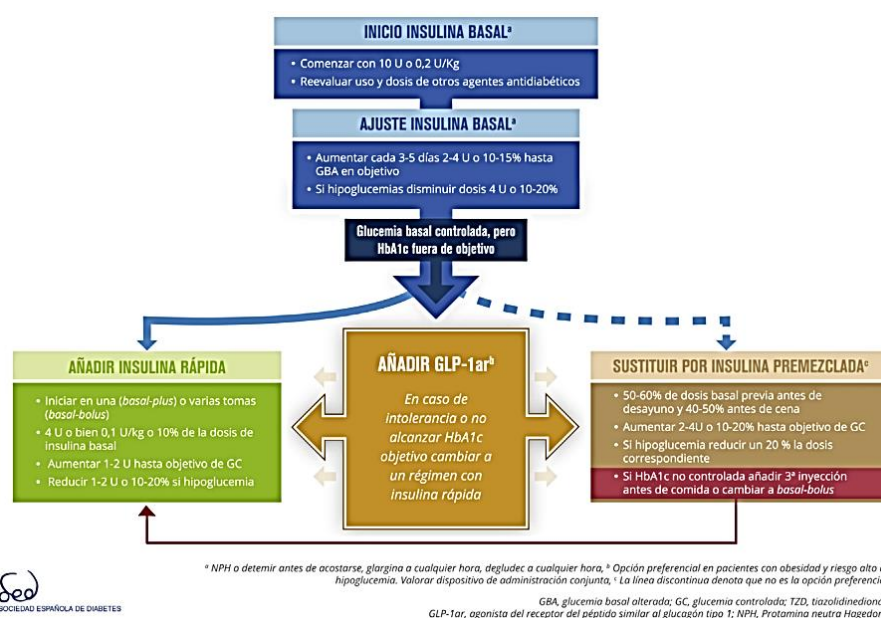 INICIO INSULINA BASALᵃ
• Comenzar con 10 U o 0,2 U/Kg
• Reevaluar uso y dosis de otros agentes antidiabéticos
AJUSTE INSULINA BASALᵃ
• Aumentar cada 3-5 días 2-4 U o 10-15% hasta
GBA en objetivo
• Si hipoglucemias disminuir dosis 4 U o 10-20%
Glucemia basal controlada, pero
HbA1c fuera de objetivo
AÑADIR INSULINA RÁPIDA
• Iniciar en una (basal-plus) o varias tomas
(basal-bolus)
• 4 U o bien 0,1 U/kg o 10% de la dosis de
insulina basal
• Aumentar 1-2 U hasta objetivo de GC
• Reducir 1-2 U o 10-20% si hipoglucemia
AÑADIR GLP-1arᵇ
En caso de
intolerancia o no
alcanzar HbA1c
objetivo cambiar a
un régimen con
insulina rápida
SUSTITUIR POR INSULINA PREMEZCLADAᶜ
• 50-60% de dosis basal previa antes de
desayuno y 40-50% antes de cena
• Aumentar 2-4U o 10-20% hasta objetivo de GC
• Si hipoglucemia reducir un 20 % la dosis
correspondiente
• Si HbA1c no controlada añadir 3ª inyección
antes de comida o cambiar a basal-bolus
ᵃ NPH o detemir antes de acostarse, glargina a cualquier hora, degludec a cualquier hora, ᵇ Opción preferencial en pacientes con obesidad y riesgo alto
hipoglucemia. Valorar dispositivo de administración conjunta, ᶜ La línea discontinua denota que no es la opción preferenci
GBA, glucemia basal alterada; GC, glucemia controlada; TZD, tiazolidinedion
GLP-1ar, agonista del receptor del péptido similar al glucagón tipo 1; NPH, Protamina neutra Hagedor
sed
SOCIEDAD ESPAÑOLA DE DIABETES